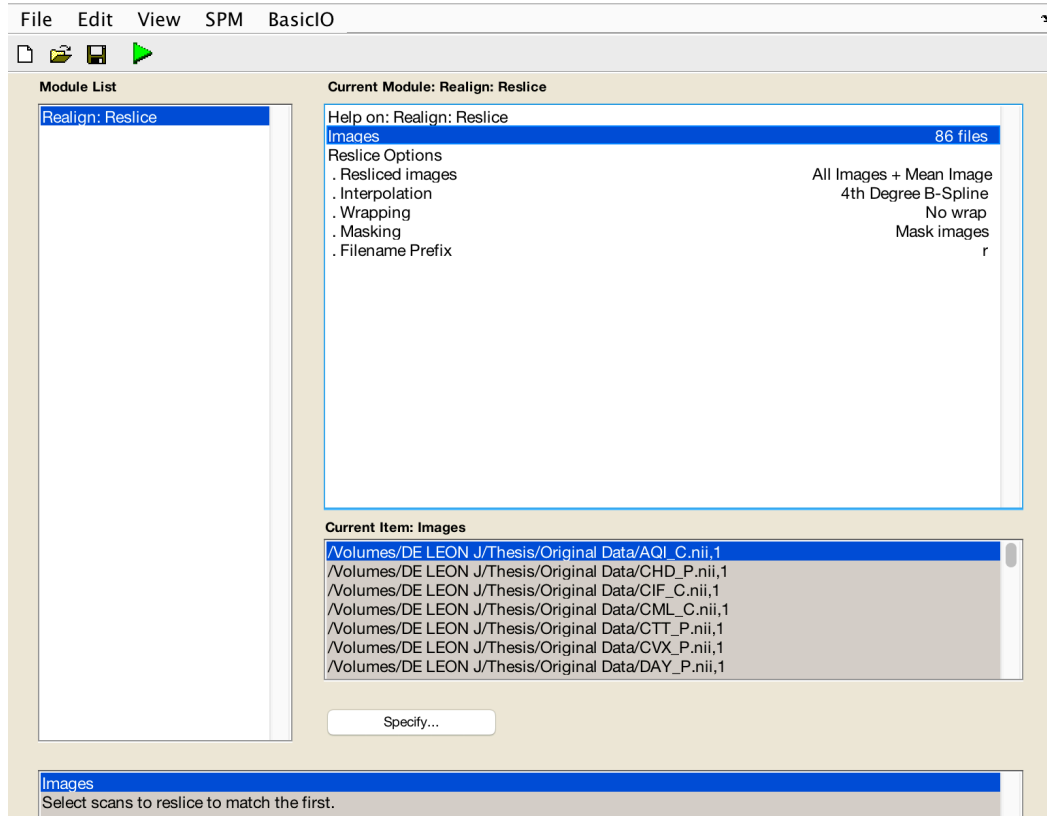 File Edit View SPM BasicIO
Module List
Realign: Reslice
Current Module: Realign: Reslice
Help on: Realign: Reslice
Images 86 files
Reslice Options
. Resliced images All Images + Mean Image
. Interpolation 4th Degree B-Spline
. Wrapping No wrap
. Masking Mask images
. Filename Prefix r
Current Item: Images
/Volumes/DE LEON J/Thesis/Original Data/AQI_C.nii,1
/Volumes/DE LEON J/Thesis/Original Data/CHD_P.nii,1
/Volumes/DE LEON J/Thesis/Original Data/CIF_C.nii,1
/Volumes/DE LEON J/Thesis/Original Data/CML_C.nii,1
/Volumes/DE LEON J/Thesis/Original Data/CTT_P.nii,1
/Volumes/DE LEON J/Thesis/Original Data/CVX_P.nii,1
/Volumes/DE LEON J/Thesis/Original Data/DAY_P.nii,1
Specify...
Images
Select scans to reslice to match the first.